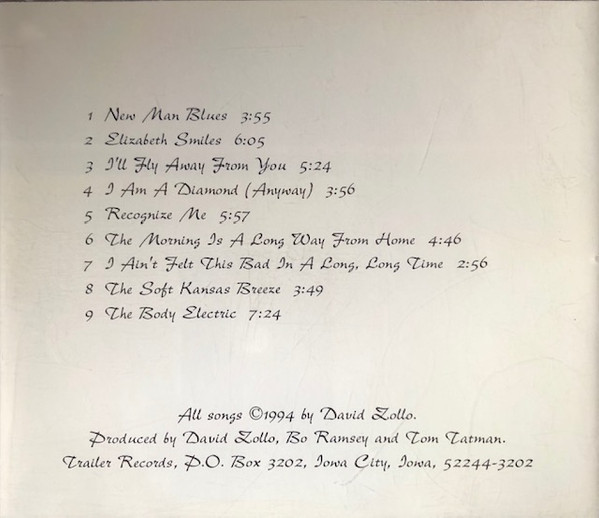 1 New Man Blues 3:55
2 Elizabeth Smiles 6:05
3 I'll Fly Away From You 5:24
4 I Am A Diamond (Anyway) 3:56
5 Recognize Me 5:57
6 The Morning Is A Long Way From Home 4:46
7 I Ain't Felt This Bad In A Long, Long Time 2:56
8 The Soft Kansas Breeze 3:49
9 The Body Electric 7:24
All songs ©1994 by David Zollo.
Produced by David Zollo, Bo Ramsey and Tom Tatman.
Trailer Records, P.O. Box 3202, Iowa City, Iowa, 52244-3202